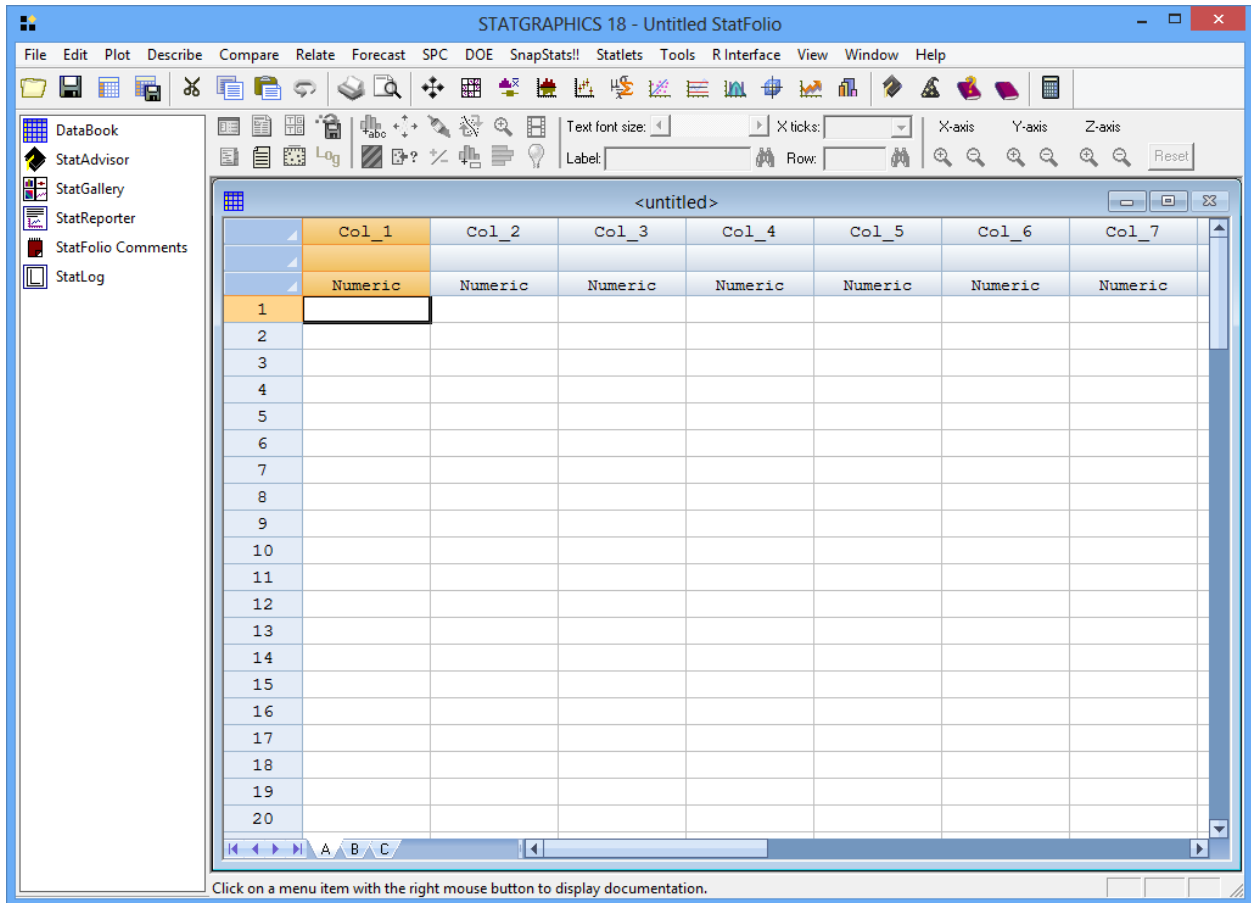 STATGRAPHICS 18 - Untitled StatFolio
File Edit Plot Describe Compare Relate Forecast SPC DOE SnapStats!! Statlets Tools R Interface View Window Help
DataBook
StatAdvisor
StatGallery
StatReporter
StatFolio Comments
StatLog
Text font size: X ticks: X-axis Y-axis Z-axis
Log Label: Row: Reset
<untitled>
Col_1 Col_2 Col_3 Col_4 Col_5 Col_6 Col_7
Numeric Numeric Numeric Numeric Numeric Numeric Numeric
1
2
3
4
5
6
7
8
9
10
11
12
13
14
15
16
17
18
19
20
A B C
Click on a menu item with the right mouse button to display documentation.